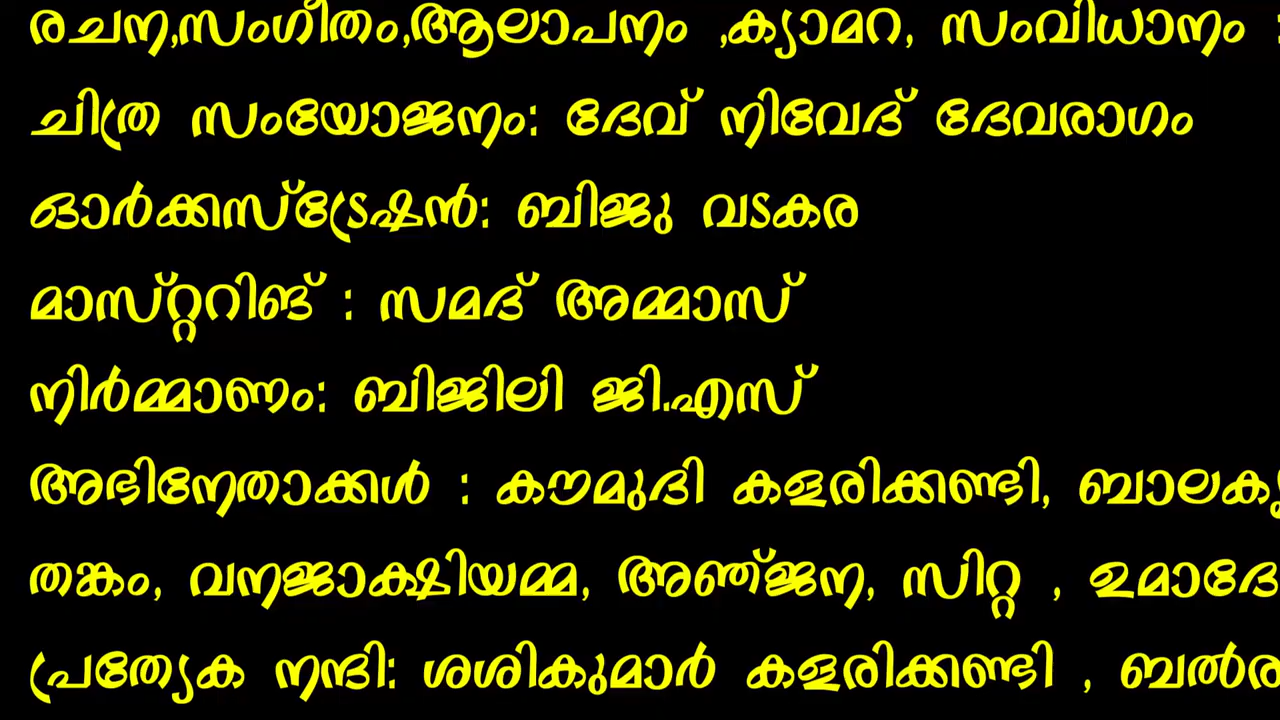 രചന,സംഗീതം,ആലാപനം ,ക്യാമറ, സംവിധാനം :
ചിത്ര സംയോജനം: ദേവ് നിവേദ് ദേവരാഗം
ഓർക്കസ്ട്രേഷൻ: ബിജു വടകര
മാസ്റ്ററിങ് : സമദ് അമ്മാസ്
നിർമ്മാണം: ബിജിലി ജി.എസ്
അഭിനേതാക്കൾ : കൗമുദി കളരിക്കണ്ടി,
തങ്കം, വനജാക്ഷിയമ്മ, അഞ്ജന, സിറ്റ ,
പ്രത്യേക നന്ദി: ശശികുമാർ കളരിക്കണ്ടി ,